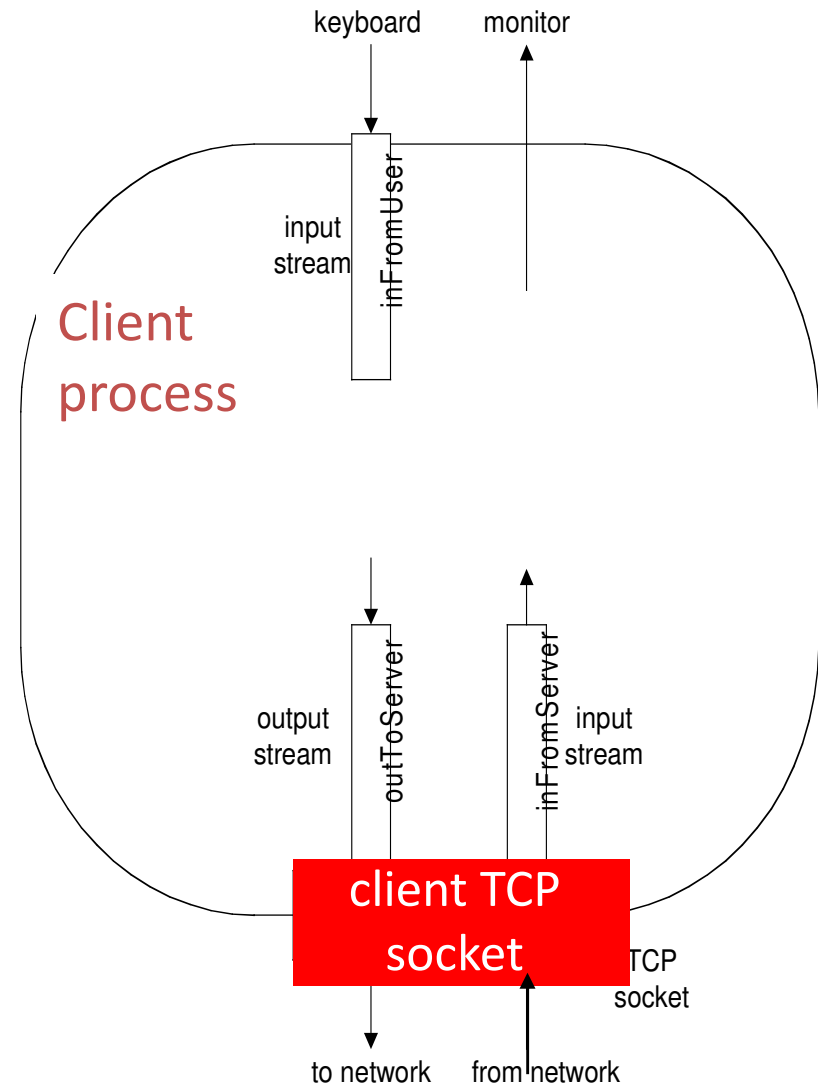 keyboard monitor
inFromUser
input
stream
Client
process
output
stream
outToServer
inFromServer
input
stream
client TCP
socket
TCP
socket
to network from network